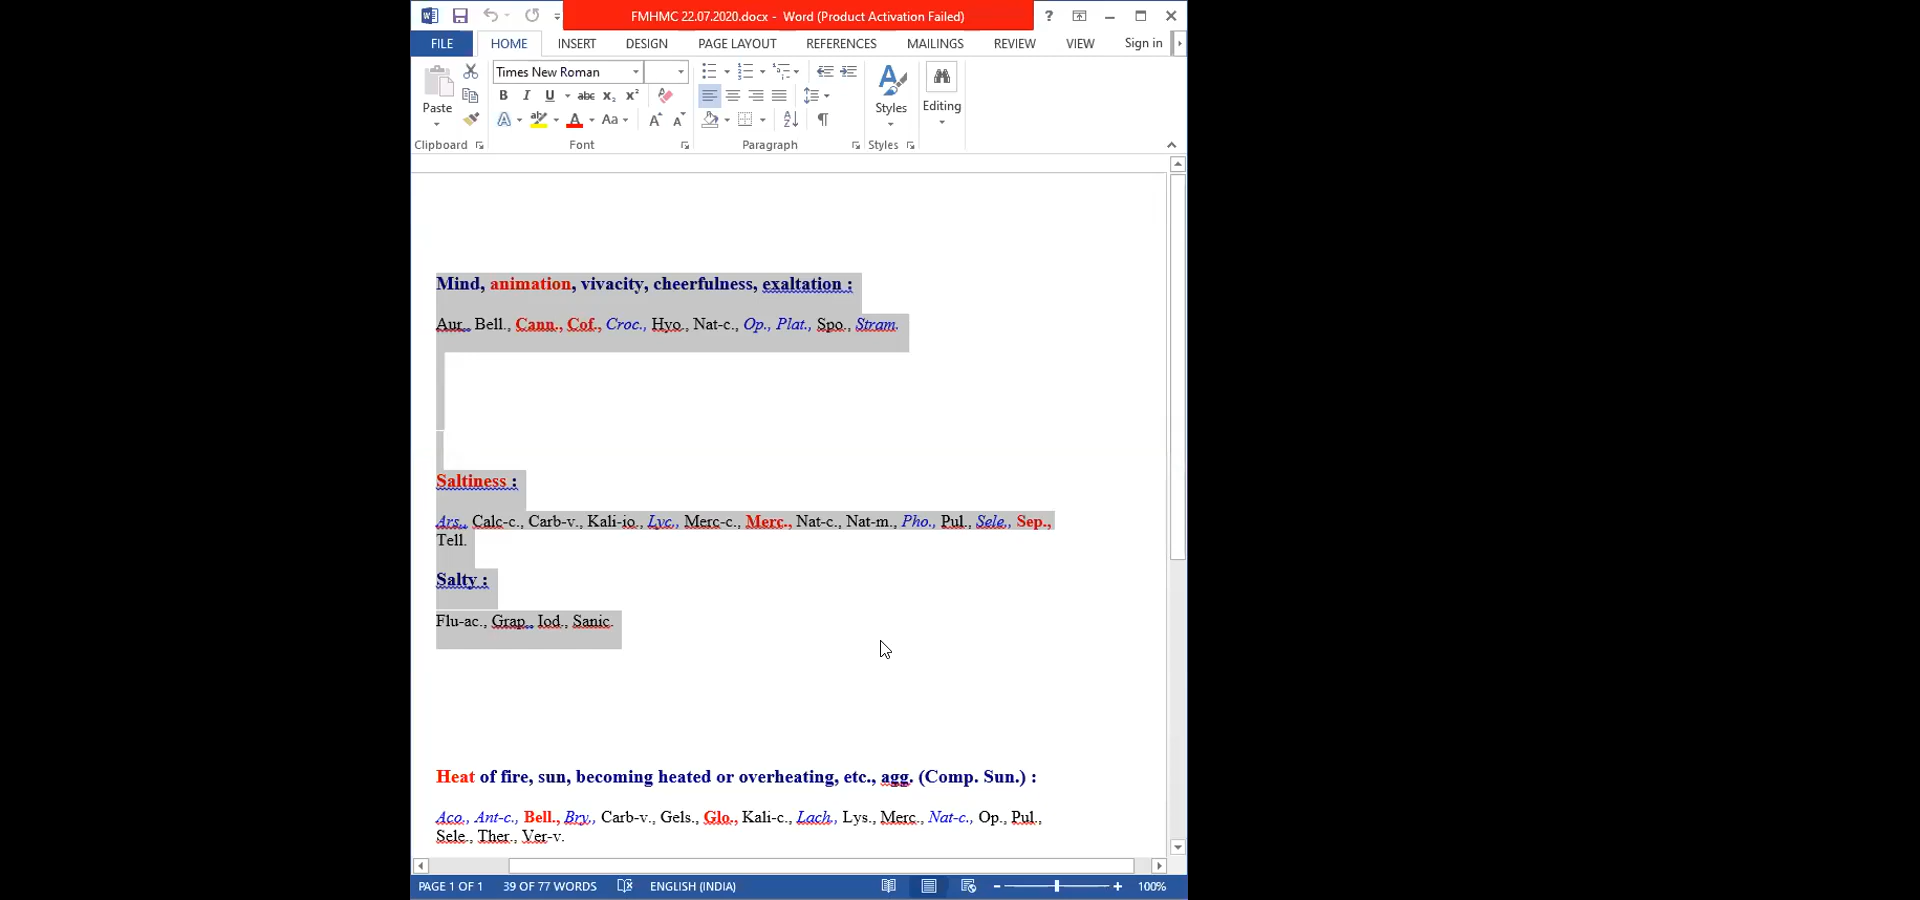 FMHMC 22.07.2020.docx - Word (Product Activation Failed)
FILE HOME INSERT DESIGN PAGE LAYOUT REFERENCES MAILINGS REVIEW VIEW Sign in
Times New Roman
Paste
Styles
Editing
Clipboard Font Paragraph Styles
Mind, animation, vivacity, cheerfulness, exaltation :
Aur., Bell., Cann., Cof., Croc., Hyo., Nat-c., Op., Plat., Spo., Stram.
Saltiness :
Ars., Calc-c., Carb-v., Kali-io., Lyc., Merc-c., Merc., Nat-c., Nat-m., Pho., Pul., Sele., Sep.,
Tell.
Salty :
Flu-ac., Grap., Iod., Sanic.
Heat of fire, sun, becoming heated or overheating, etc., agg. (Comp. Sun.) :
Aco., Ant-c., Bell., Bry., Carb-v., Gels., Glo., Kali-c., Lach., Lys., Merc., Nat-c., Op., Pul.,
Sele., Ther., Ver-v.
PAGE 1 OF 1 39 OF 77 WORDS ENGLISH (INDIA) 100%